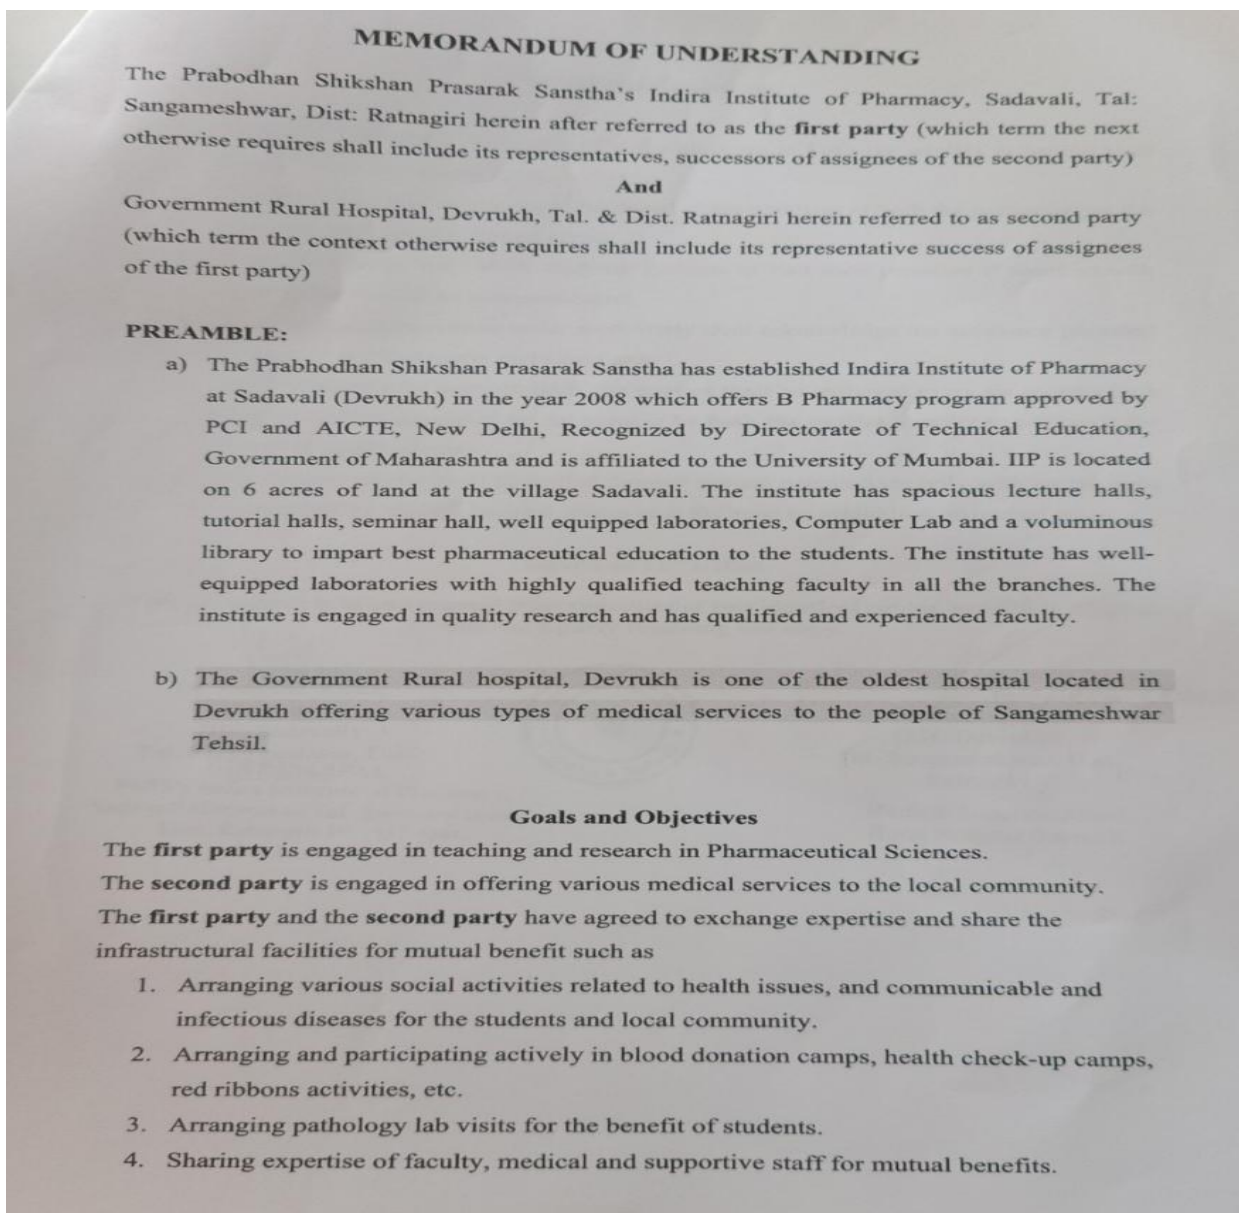 MEMORANDUM OF UNDERSTANDING
The Prabodhan Shikshan Prasarak Sanstha's Indira Institute of Pharmacy, Sadavali, Tal:
Sangameshwar, Dist: Ratnagiri herein after referred to as the first party (which term the next
otherwise requires shall include its representatives, successors of assignees of the second party)
And
Government Rural Hospital, Devrukh, Tal. & Dist. Ratnagiri herein referred to as second party
(which term the context otherwise requires shall include its representative success of assignees
of the first party)
PREAMBLE:
a) The Prabhodhan Shikshan Prasarak Sanstha has established Indira Institute of Pharmacy
at Sadavali (Devrukh) in the year 2008 which offers B Pharmacy program approved by
PCI and AICTE, New Delhi, Recognized by Directorate of Technical Education,
Government of Maharashtra and is affiliated to the University of Mumbai. IIP is located
on 6 acres of land at the village Sadavali. The institute has spacious lecture halls,
tutorial halls, seminar hall, well equipped laboratories, Computer Lab and a voluminous
library to impart best pharmaceutical education to the students. The institute has well-
equipped laboratories with highly qualified teaching faculty in all the branches. The
institute is engaged in quality research and has qualified and experienced faculty.
b) The Government Rural hospital, Devrukh is one of the oldest hospital located in
Devrukh offering various types of medical services to the people of Sangameshwar
Tehsil.
Goals and Objectives
The first party is engaged in teaching and research in Pharmaceutical Sciences.
The second party is engaged in offering various medical services to the local community.
The first party and the second party have agreed to exchange expertise and share the
infrastructural facilities for mutual benefit such as
1. Arranging various social activities related to health issues, and communicable and
infectious diseases for the students and local community.
2. Arranging and participating actively in blood donation camps, health check-up camps,
red ribbons activities, etc.
3. Arranging pathology lab visits for the benefit of students.
4. Sharing expertise of faculty, medical and supportive staff for mutual benefits.